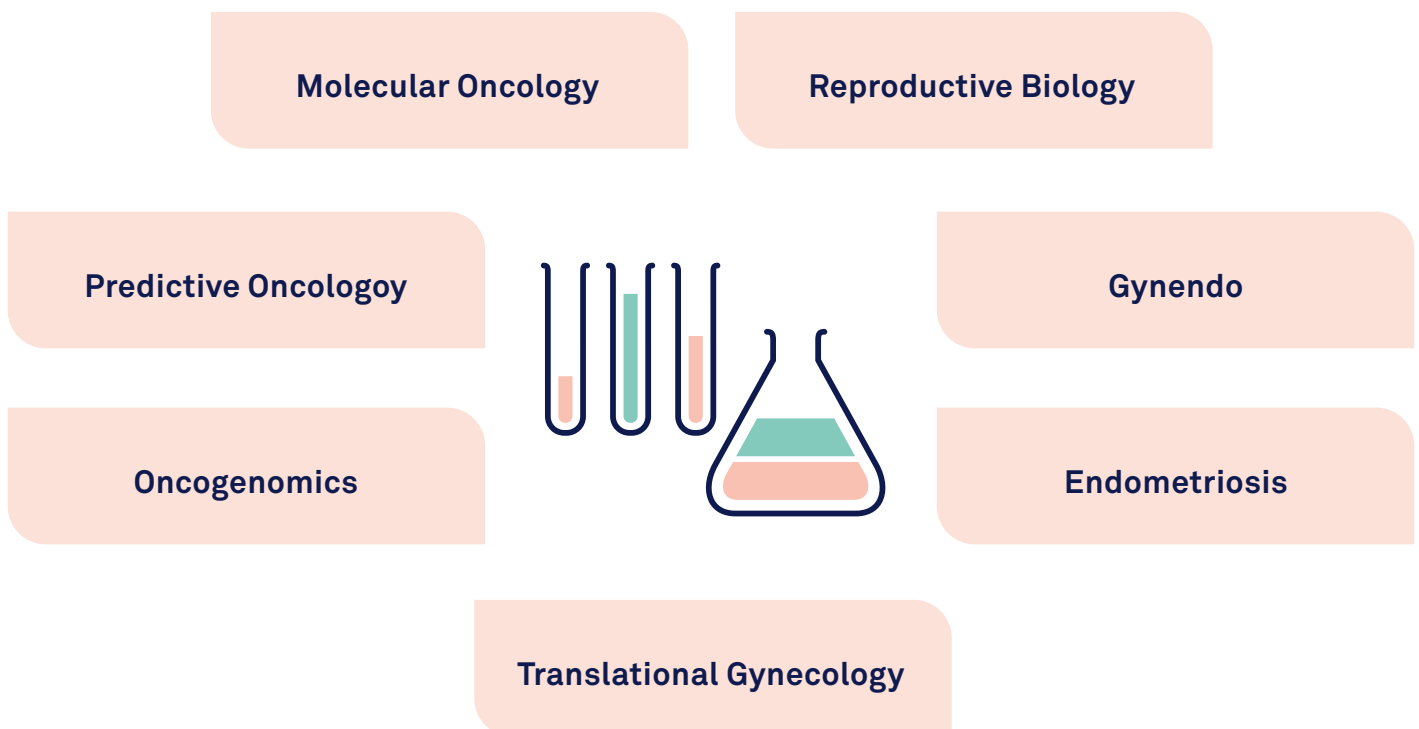 Molecular Oncology
Reproductive Biology
Predictive Oncologoy
Gynendo
Oncogenomics
Endometriosis
Translational Gynecology